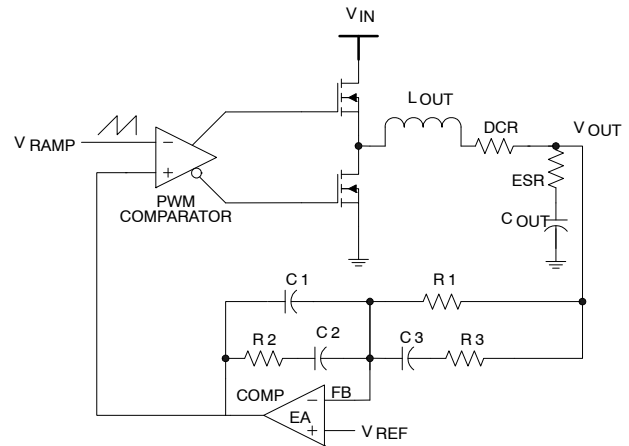 V IN
L OUT
DCR
V OUT
V RAMP
−
+
ESR
PWM
COMPARATOR
C OUT
C 1
R 1
R 2
C 2
C 3
R 3
COMP
FB
−
EA
+
V REF